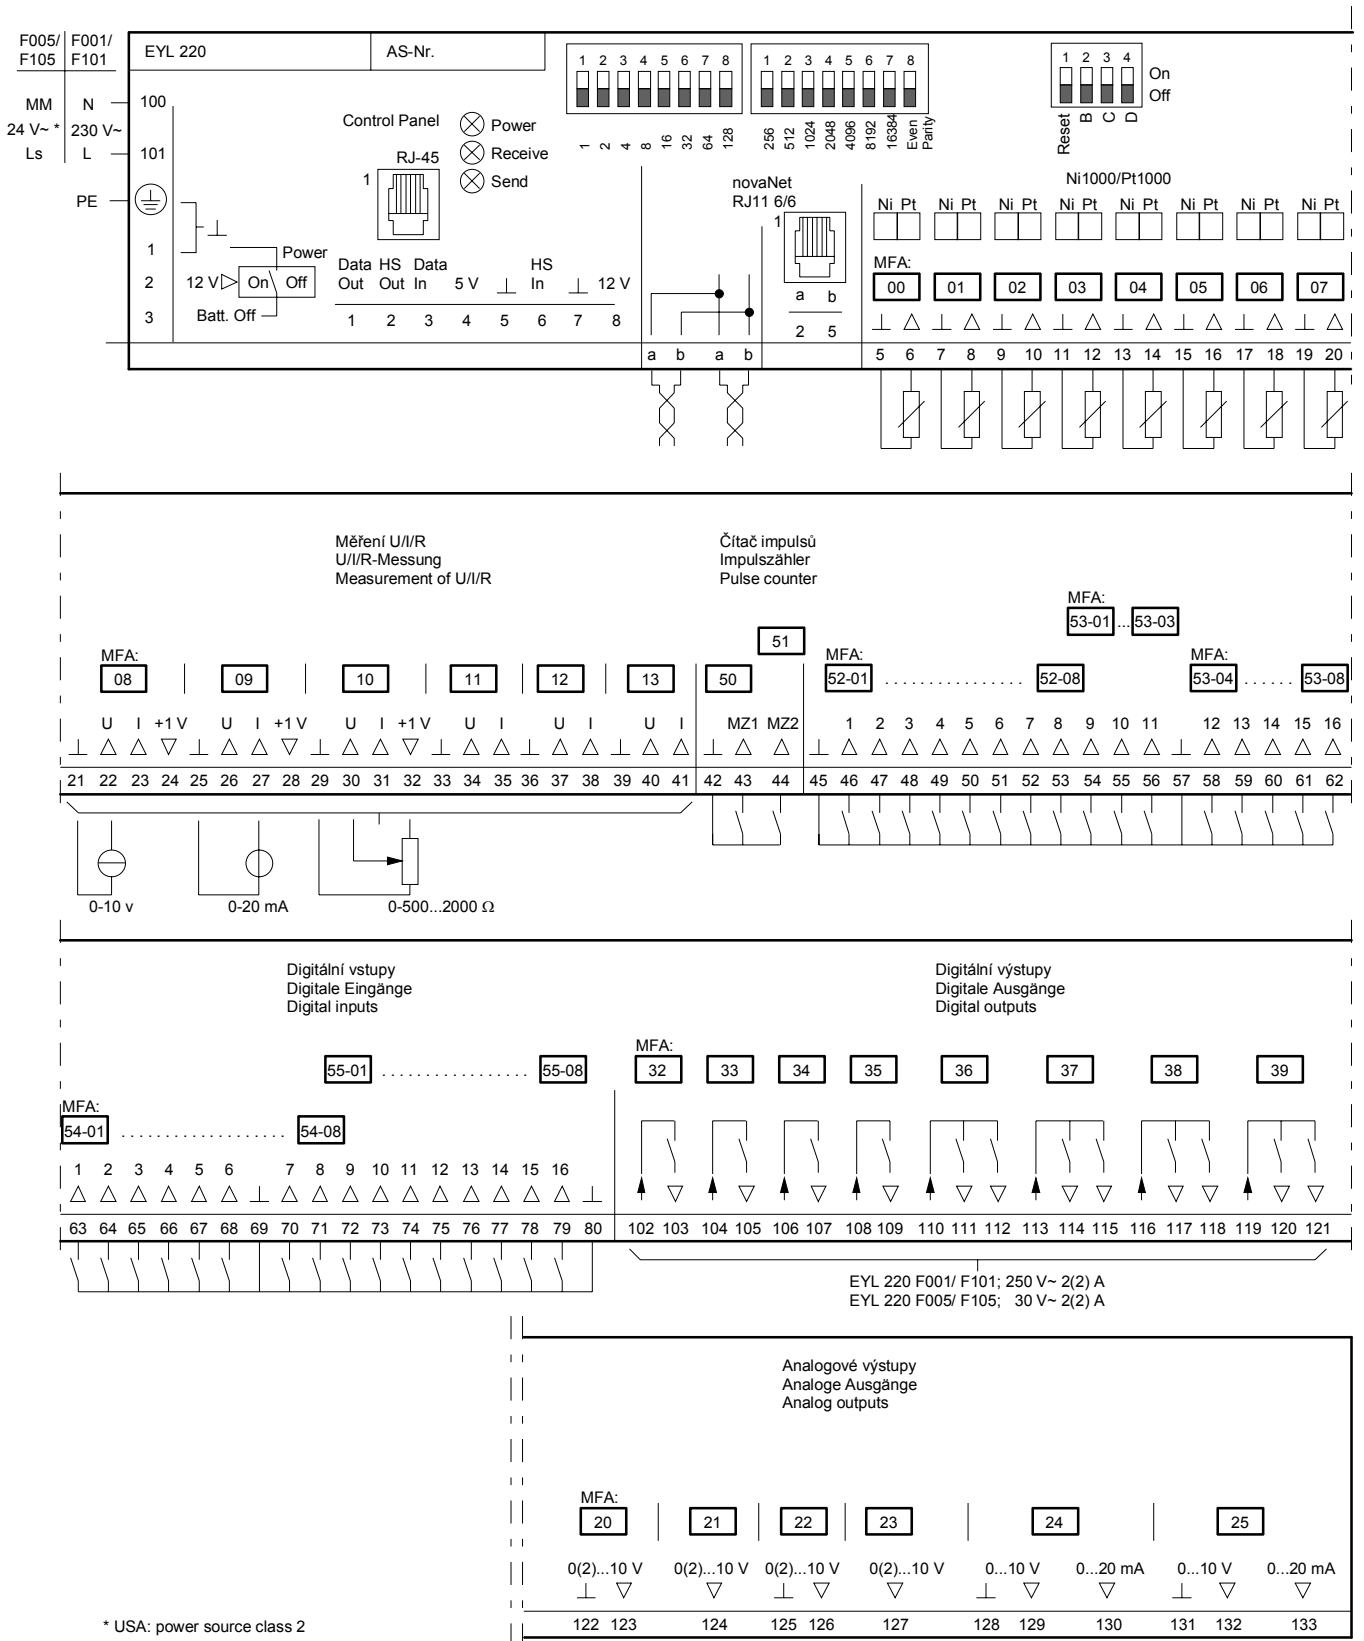 F005/ F001/
F105 F101
EYL 220 AS-Nr.
1 2 3 4 5 6 7 8
1 2 3 4 5 6 7 8
1 2 3 4
On
Off
MM N 100
24 V~ * 230 V~
Ls L 101
PE
Control Panel
Power
Receive
Send
RJ-45
1
1 2 4 8 16 32 64 128
256 512 1024 2048 4096 8192 16384 Even Parity
Reset B C D
novaNet
RJ11 6/6
1
Ni1000/Pt1000
Ni Pt Ni Pt Ni Pt Ni Pt Ni Pt Ni Pt Ni Pt Ni Pt
MFA:
00 01 02 03 04 05 06 07
1
2
3
Power
12 V On Off
Batt. Off
Data HS Data HS
Out Out In 5 V In 12 V
1 2 3 4 5 6 7 8
a b
2 5
a b a b
5 6 7 8 9 10 11 12 13 14 15 16 17 18 19 20
Měření U/I/R
U/I/R-Messung
Measurement of U/I/R
Čítač impulsů
Impulszähler
Pulse counter
MFA:
53-01 ... 53-03
51
MFA:
08 09 10 11 12 13 50
MFA:
52-01 . . . . . . . . . . . . . . . . . 52-08
MFA:
53-04 . . . . . . 53-08
U I +1 V U I +1 V U I +1 V U I U I U I MZ1 MZ2 1 2 3 4 5 6 7 8 9 10 11 12 13 14 15 16
21 22 23 24 25 26 27 28 29 30 31 32 33 34 35 36 37 38 39 40 41 42 43 44 45 46 47 48 49 50 51 52 53 54 55 56 57 58 59 60 61 62
0-10 v 0-20 mA 0-500...2000 Ω
Digitální vstupy
Digitale Eingänge
Digital inputs
Digitální výstupy
Digitale Ausgänge
Digital outputs
55-01 . . . . . . . . . . . . . . . . . 55-08
MFA:
32 33 34 35 36 37 38 39
MFA:
54-01 . . . . . . . . . . . . . . . . . . . 54-08
1 2 3 4 5 6 7 8 9 10 11 12 13 14 15 16
63 64 65 66 67 68 69 70 71 72 73 74 75 76 77 78 79 80 102 103 104 105 106 107 108 109 110 111 112 113 114 115 116 117 118 119 120 121
EYL 220 F001/ F101; 250 V~ 2(2) A
EYL 220 F005/ F105; 30 V~ 2(2) A
Analogové výstupy
Analoge Ausgänge
Analog outputs
MFA:
20 21 22 23 24 25
0(2)...10 V 0(2)...10 V 0(2)...10 V 0(2)...10 V 0...10 V 0...20 mA 0...10 V 0...20 mA
122 123 124 125 126 127 128 129 130 131 132 133
* USA: power source class 2